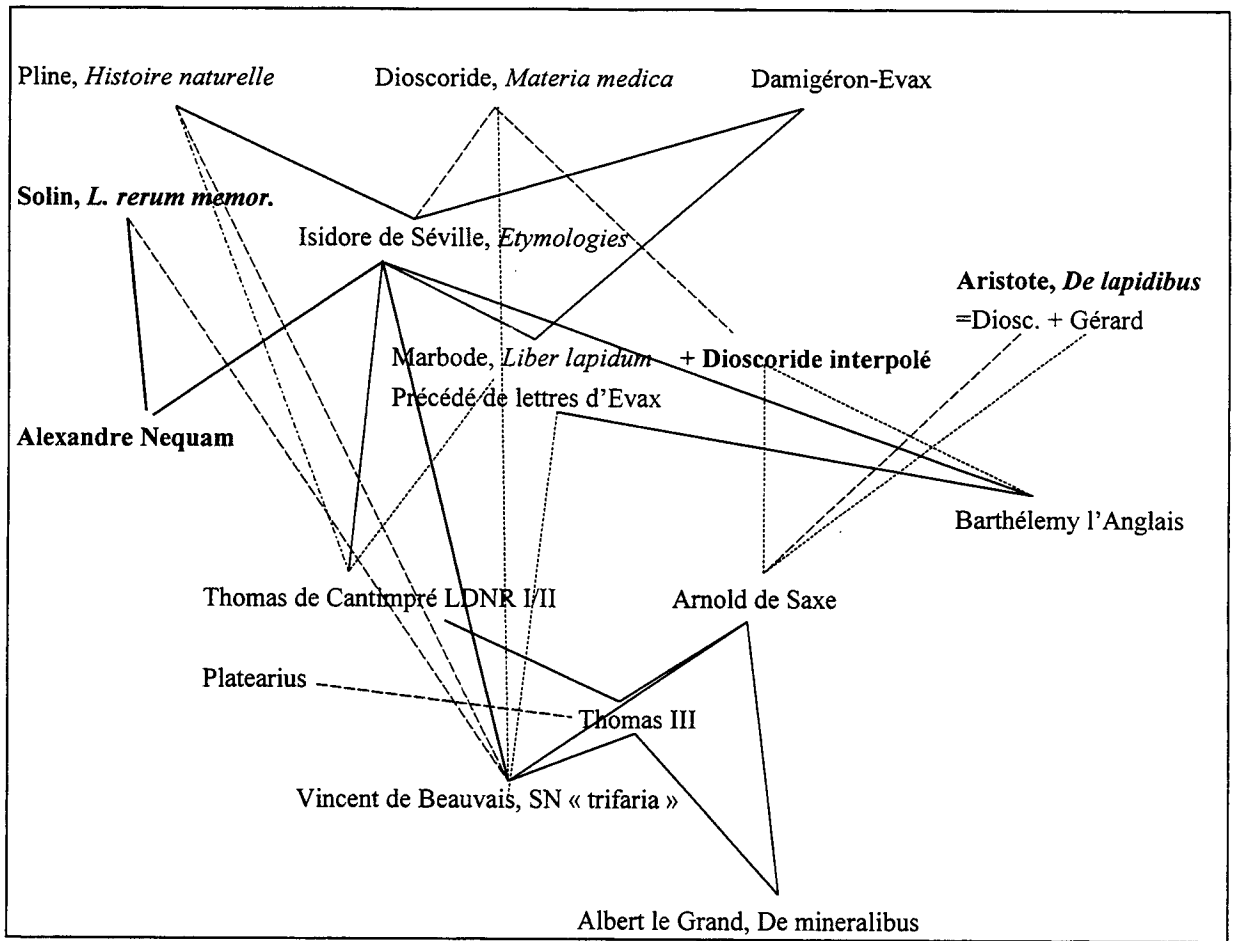 Pline, Histoire naturelle
Dioscoride, Materia medica
Damigéron-Evax
Solin, L. rerum memor.
Isidore de Séville, Etymologies
Aristote, De lapidibus
=Diosc. + Gérard
Marbode, Liber lapidum + Dioscoride interpolé
Précédé de lettres d'Evax
Alexandre Nequam
Barthélemy l'Anglais
Thomas de Cantimpré LDNR I/II
Arnold de Saxe
Platearius
Thomas III
Vincent de Beauvais, SN « trifaria »
Albert le Grand, De mineralibus